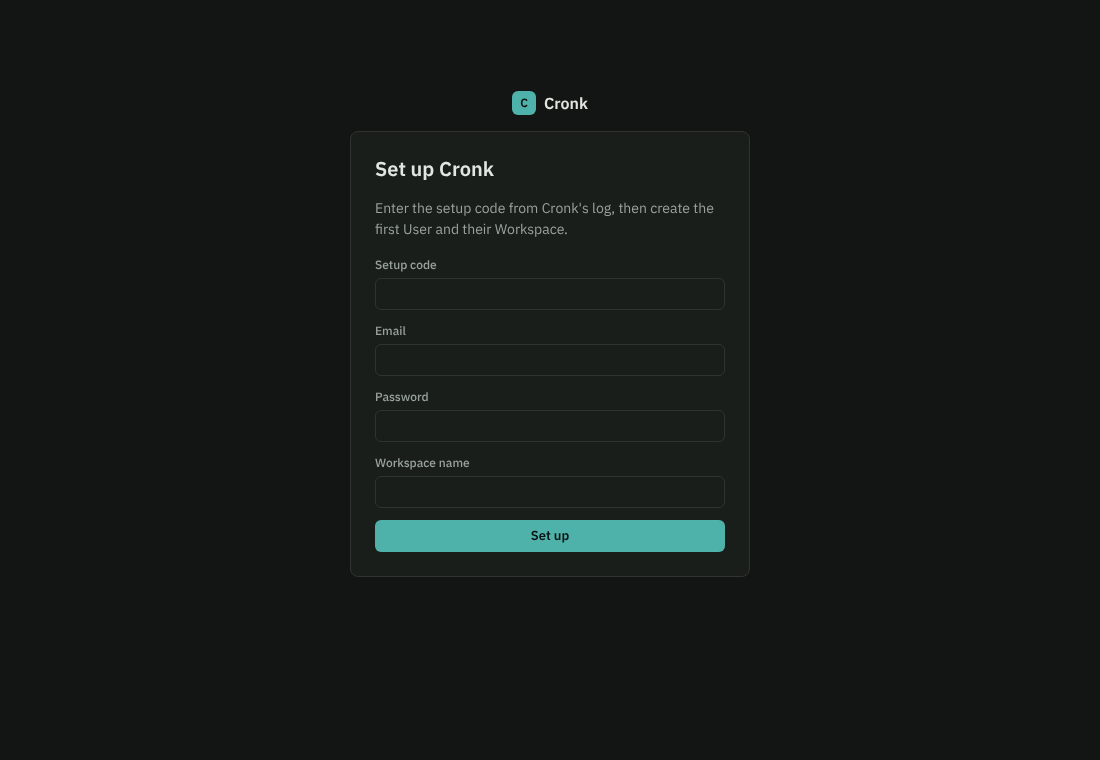 C Cronk
Set up Cronk
Enter the setup code from Cronk's log, then create the
first User and their Workspace.
Setup code
Email
Password
Workspace name
Set up